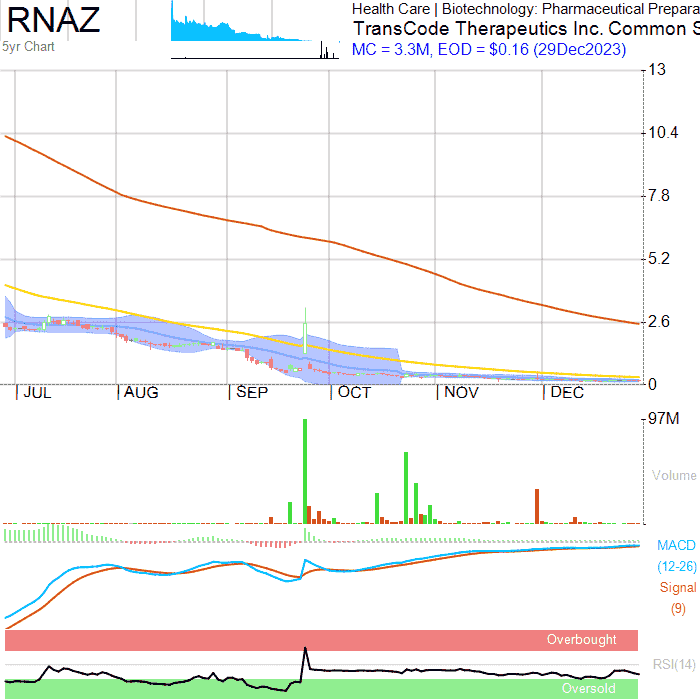 RNAZ
5yr Chart
Health Care | Biotechnology: Pharmaceutical Prepara
TransCode Therapeutics Inc. Common S
MC = 3.3M, EOD = $0.16 (29Dec2023)
13
10.4
7.8
5.2
2.6
0
JUL AUG SEP OCT NOV DEC
97M
Volume
MACD
(12-26)
Signal
(9)
Overbought
RSI(14)
Oversold